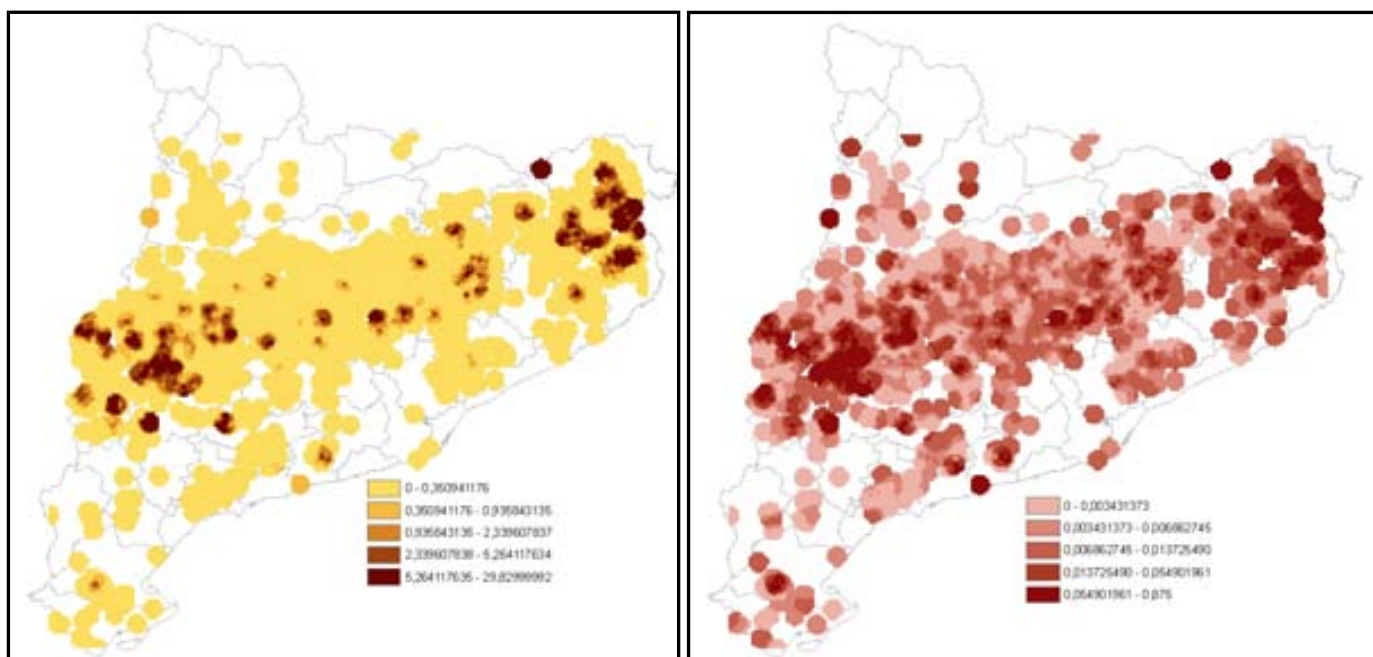 0 - 0,350941176
0,350941176 - 0,935843135
0,935843135 - 2,339607837
2,339607838 - 5,264117634
5,264117635 - 29,82999992
0 - 0,003431373
0,003431373 - 0,006862745
0,006862745 - 0,013725490
0,013725490 - 0,054901961
0,054901961 - 0,875